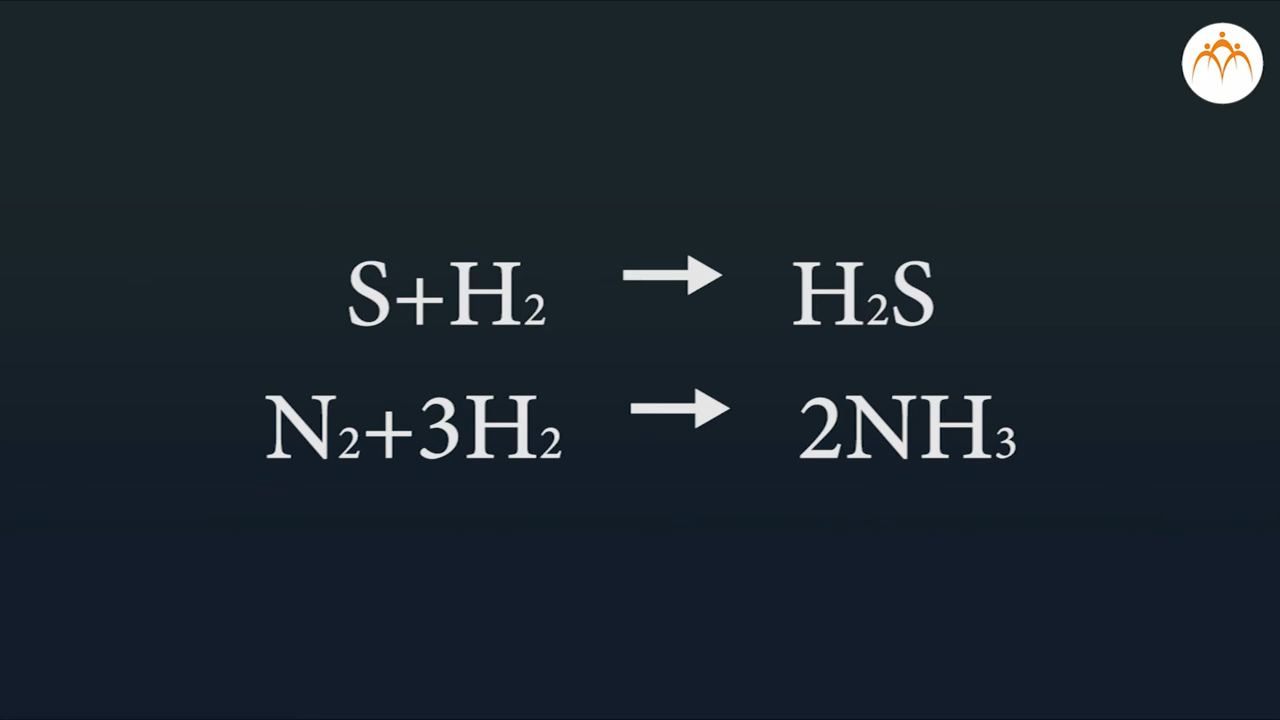 S+H₂ → H₂S
N₂+3H₂ → 2NH₃